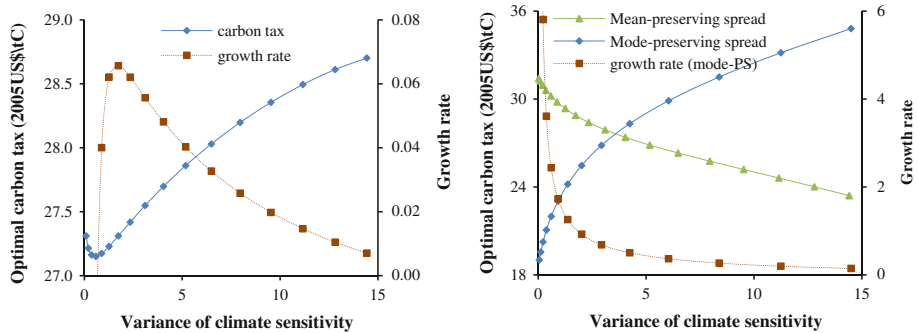 Optimal carbon tax (2005US$\tC)
29.0
28.5
28.0
27.5
27.0
carbon tax
growth rate
0.08
0.06
0.04
0.02
0.00
Growth rate
0
5
10
15
Variance of climate sensitivity
Optimal carbon tax (2005US$\tC)
36
30
24
18
Mean-preserving spread
Mode-preserving spread
growth rate (mode-PS)
6
4
2
0
Growth rate
0
5
10
15
Variance of climate sensitivity